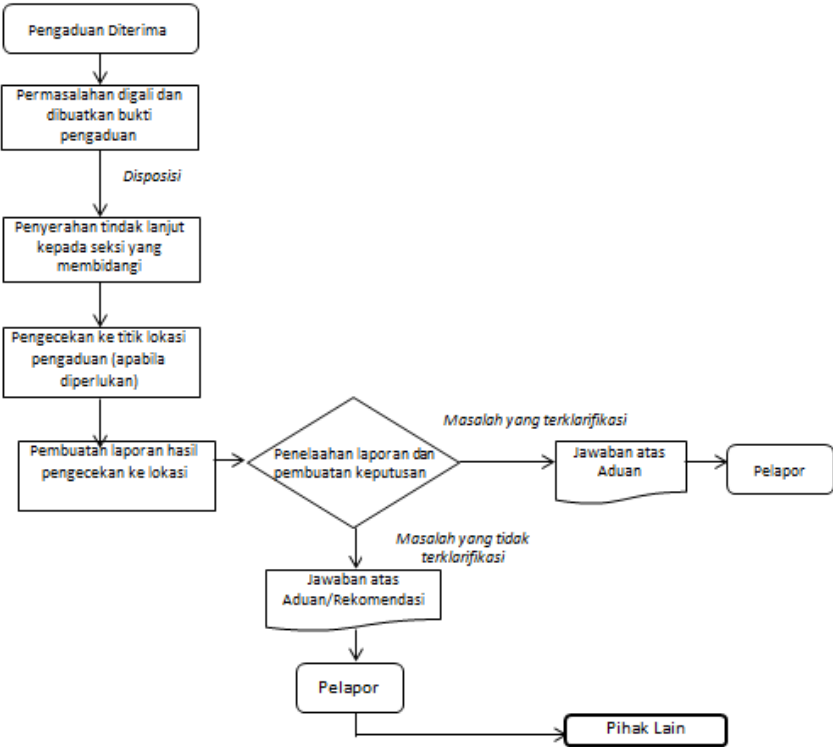 Pengaduan Diterima
Permasalahan digali dan
dibuatkan bukti
pengaduan
Disposisi
Penyerahan tindak lanjut
kepada seksi yang
membidangi
Pengecekan ke titik lokasi
pengaduan (apabila
diperlukan)
Pembuatan laporan hasil
pengecekan ke lokasi
Penelaahan laporan dan
pembuatan keputusan
Masalah yang terklarifikasi
Jawaban atas
Aduan
Pelapor
Masalah yang tidak
terklarifikasi
Jawaban atas
Aduan/Rekomendasi
Pelapor
Pihak Lain